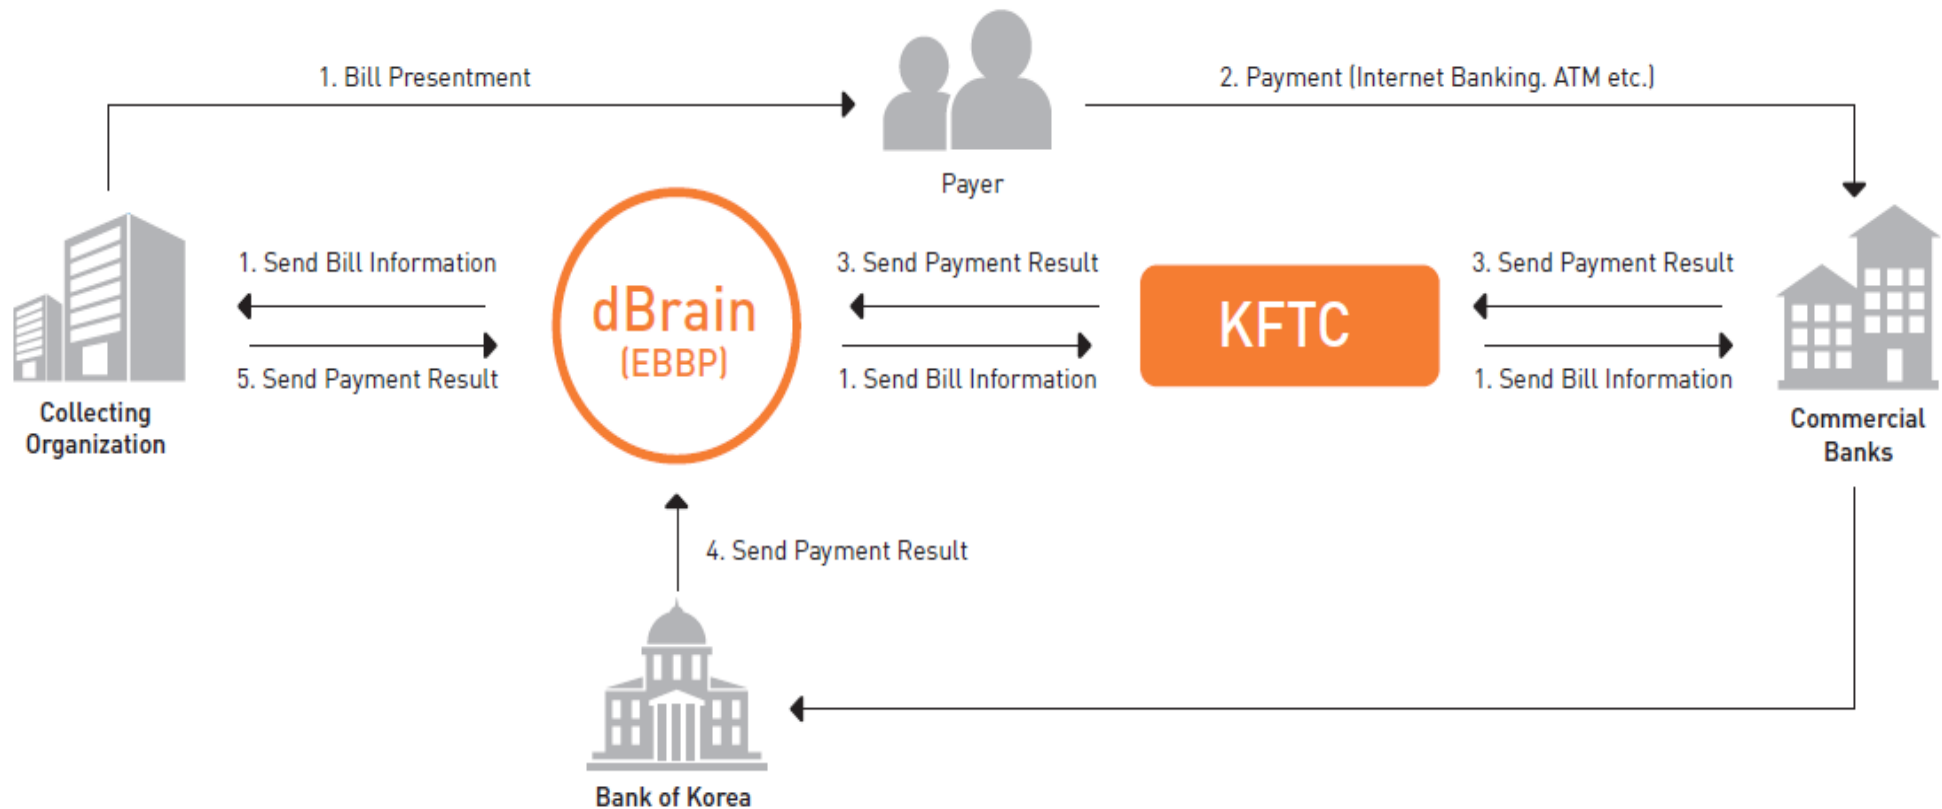 1. Bill Presentment
2. Payment (Internet Banking. ATM etc.)
Payer
1. Send Bill Information
3. Send Payment Result
3. Send Payment Result
dBrain
(EBBP)
KFTC
5. Send Payment Result
1. Send Bill Information
1. Send Bill Information
Collecting
Organization
Commercial
Banks
4. Send Payment Result
Bank of Korea